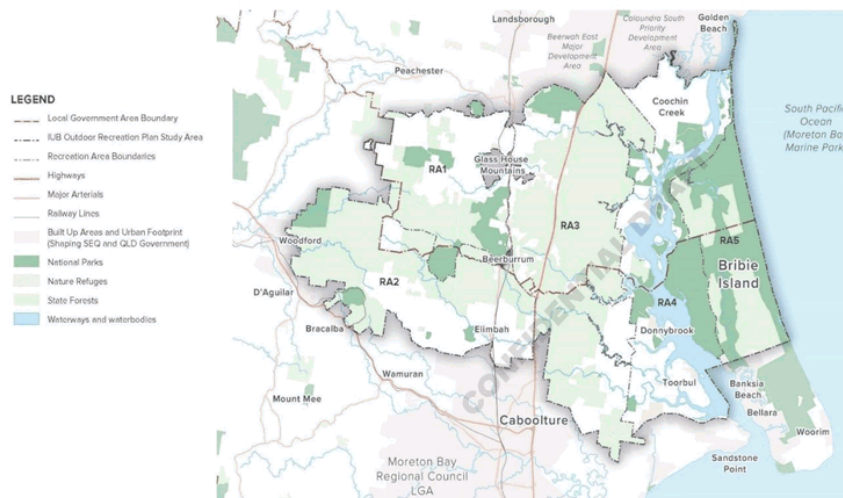 LEGEND
Local Government Area Boundary
IUB Outdoor Recreation Plan Study Area
Recreation Area Boundaries
Highways
Major Arterials
Railway Lines
Built Up Areas and Urban Footprint
(Shaping SEQ and QLD Government)
National Parks
Nature Refuges
State Forests
Waterways and waterbodies
Landsborough
Caloundra South
Priority
Development
Area
Golden
Beach
Beerwah East
Major
Development
Area
Peachester
Coochin
Creek
South Pacific
Ocean
(Moreton Bay
Marine Park
RA1
Glass House
Mountains
RA3
RA5
Bribie
Island
Woodford
Beerburrum
RA2
RA4
D'Aguilar
Donnybrook
Bracalba
Elimbah
Wamuran
Toorbul
Banksia
Beach
Bellara
Mount Mee
Caboolture
Woorim
Sandstone
Point
Moreton Bay
Regional Council
LGA
CONFIDENTIAL DRAFT